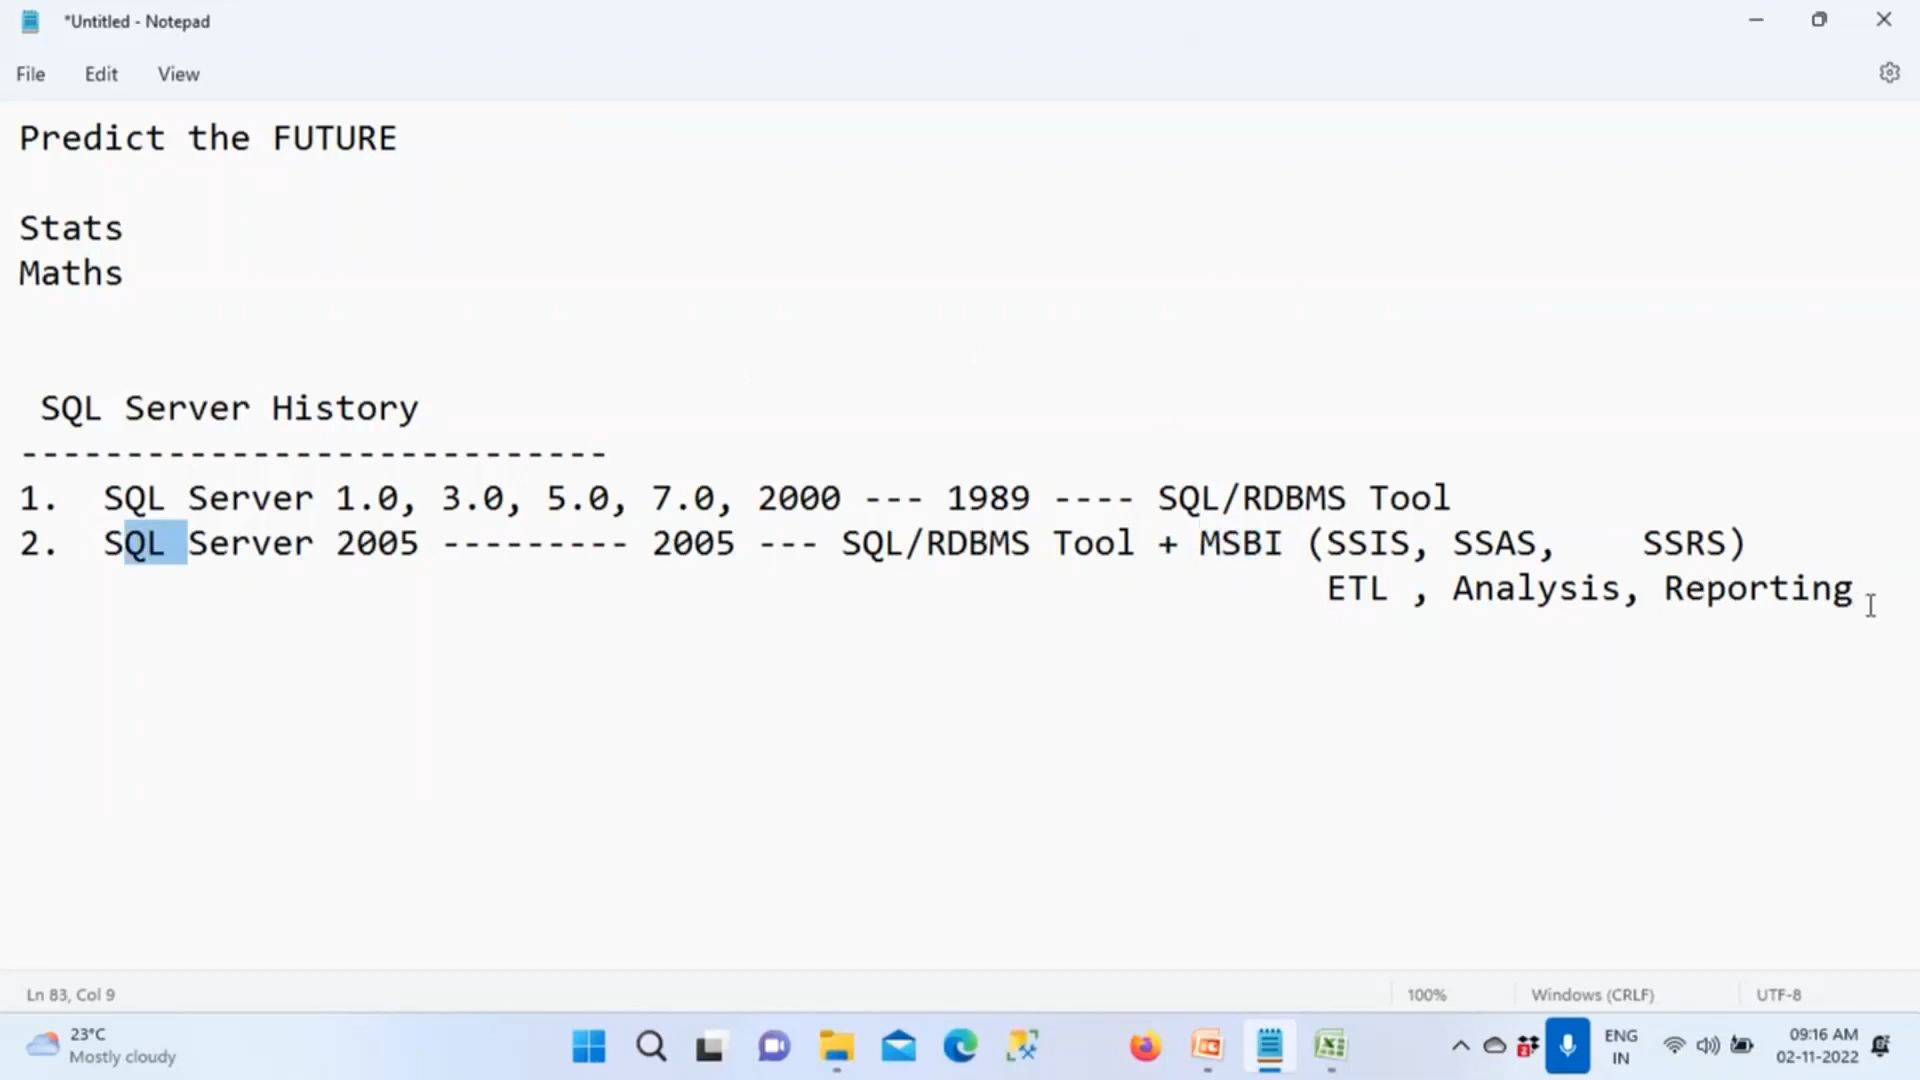 *Untitled - Notepad
File Edit View
Predict the FUTURE
Stats
Maths
SQL Server History
----------------------------
1.  SQL Server 1.0, 3.0, 5.0, 7.0, 2000 --- 1989 ---- SQL/RDBMS Tool
2.  SQL Server 2005 --------- 2005 --- SQL/RDBMS Tool + MSBI (SSIS, SSAS,    SSRS)
ETL , Analysis, Reporting
Ln 83, Col 9 100% Windows (CRLF) UTF-8
23°C
Mostly cloudy
ENG
IN
09:16 AM
02-11-2022